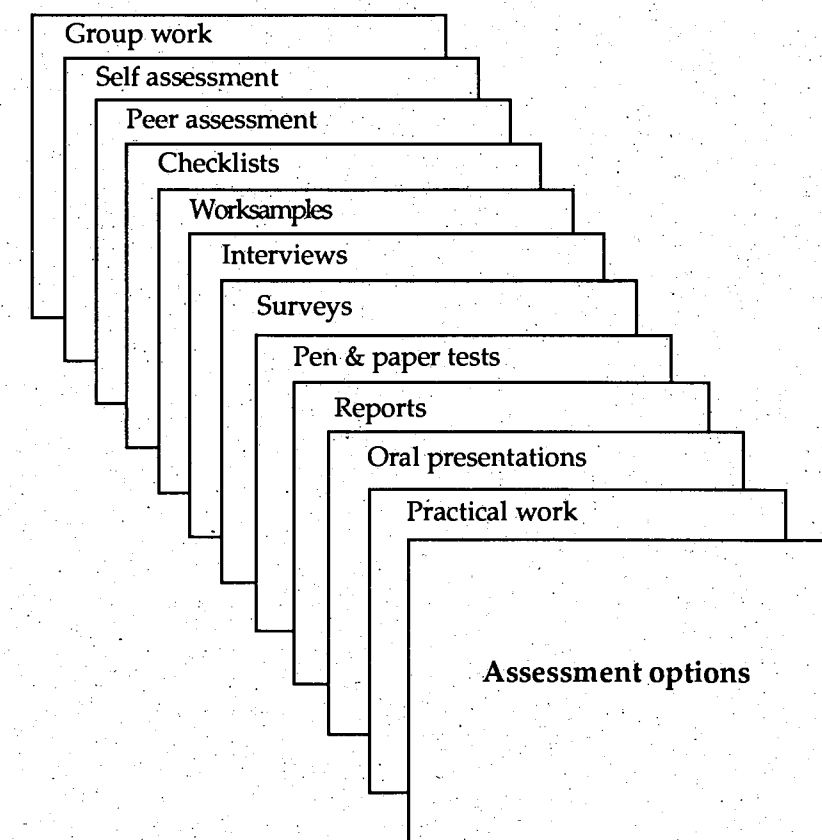 Group work
Self assessment
Peer assessment
Checklists
Worksamples
Interviews
Surveys
Pen & paper tests
Reports
Oral presentations
Practical work
Assessment options